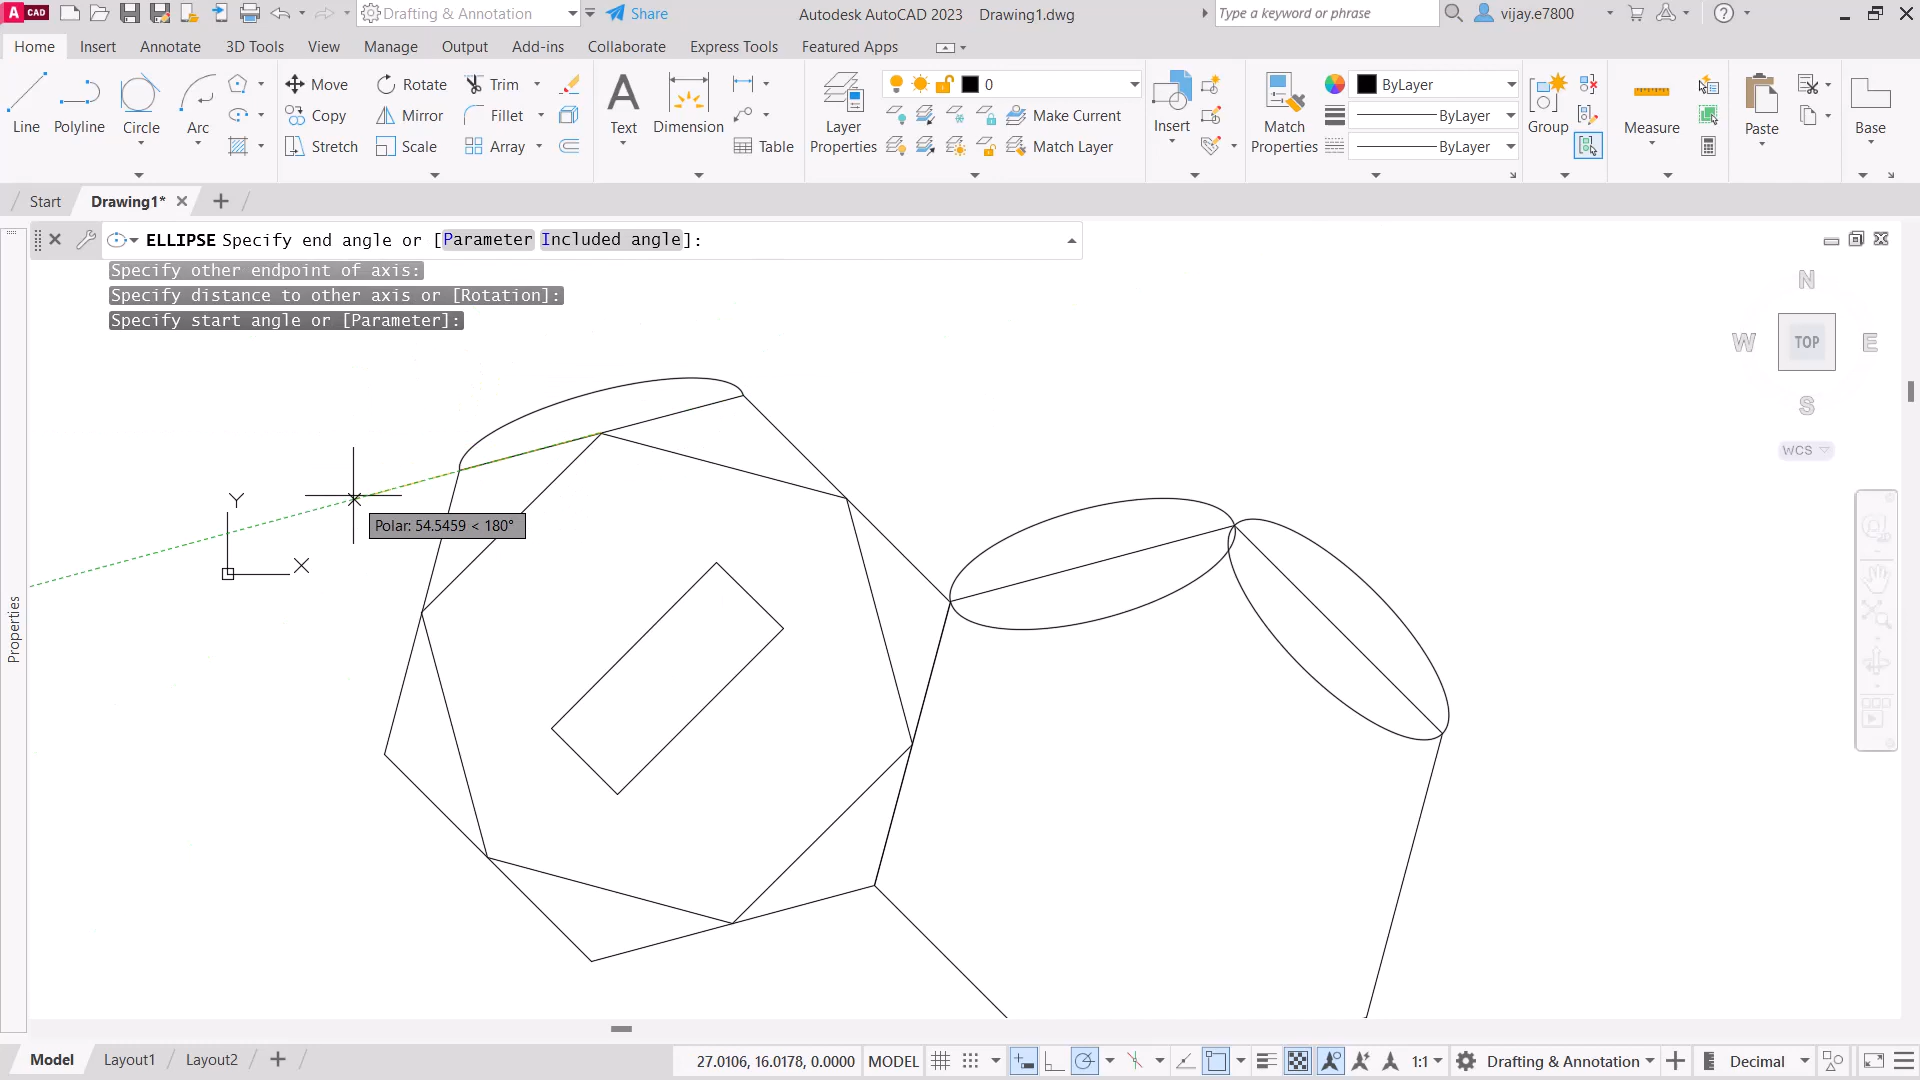 A CAD
Drafting & Annotation
Share
Autodesk AutoCAD 2023 Drawing1.dwg
Type a keyword or phrase
vijay.e7800
Home Insert Annotate 3D Tools View Manage Output Add-ins Collaborate Express Tools Featured Apps
Line Polyline Circle Arc
Move Rotate Trim
Copy Mirror Fillet
Stretch Scale Array
Text Dimension Table
Layer Properties
0
Make Current
Match Layer
Insert
Match Properties
ByLayer
ByLayer
ByLayer
Group
Measure
Paste
Base
Start Drawing1*
ELLIPSE Specify end angle or [Parameter Included angle]:
Specify other endpoint of axis:
Specify distance to other axis or [Rotation]:
Specify start angle or [Parameter]:
N
W TOP E
S
WCS
Y
X
Polar: 54.5459 < 180°
Properties
Model Layout1 Layout2
27.0106, 16.0178, 0.0000 MODEL
1:1
Drafting & Annotation
Decimal